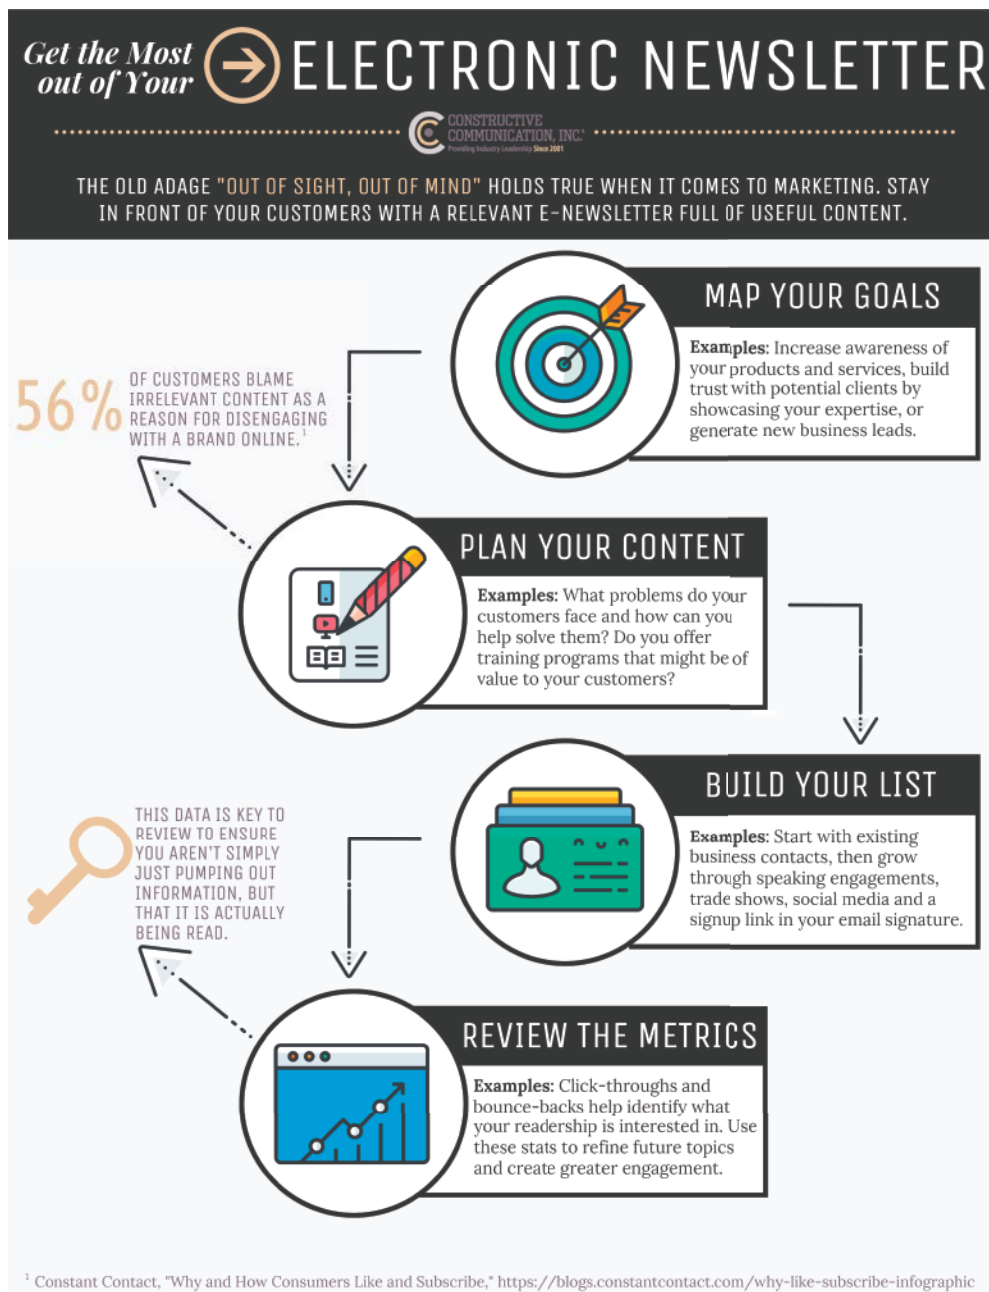 Get the Most
out of Your
ELECTRONIC NEWSLETTER
CONSTRUCTIVE
COMMUNICATION, INC.
Providing Industry Leadership Since 2001
THE OLD ADAGE "OUT OF SIGHT, OUT OF MIND" HOLDS TRUE WHEN IT COMES TO MARKETING. STAY
IN FRONT OF YOUR CUSTOMERS WITH A RELEVANT E-NEWSLETTER FULL OF USEFUL CONTENT.
MAP YOUR GOALS
Examples: Increase awareness of
your products and services, build
trust with potential clients by
showcasing your expertise, or
generate new business leads.
56%
OF CUSTOMERS BLAME
IRRELEVANT CONTENT AS A
REASON FOR DISENGAGING
WITH A BRAND ONLINE.¹
PLAN YOUR CONTENT
Examples: What problems do your
customers face and how can you
help solve them? Do you offer
training programs that might be of
value to your customers?
BUILD YOUR LIST
Examples: Start with existing
business contacts, then grow
through speaking engagements,
trade shows, social media and a
signup link in your email signature.
THIS DATA IS KEY TO
REVIEW TO ENSURE
YOU AREN'T SIMPLY
JUST PUMPING OUT
INFORMATION, BUT
THAT IT IS ACTUALLY
BEING READ.
REVIEW THE METRICS
Examples: Click-throughs and
bounce-backs help identify what
your readership is interested in. Use
these stats to refine future topics
and create greater engagement.
¹ Constant Contact, "Why and How Consumers Like and Subscribe," https://blogs.constantcontact.com/why-like-subscribe-infographic